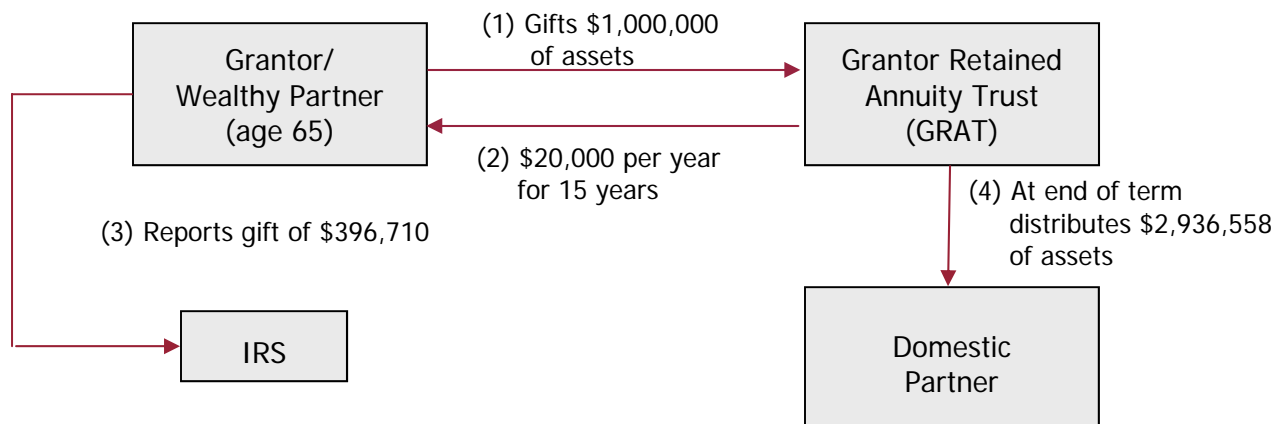 (1) Gifts $1,000,000
of assets
Grantor/
Wealthy Partner
(age 65)
Grantor Retained
Annuity Trust
(GRAT)
(2) $20,000 per year
for 15 years
(3) Reports gift of $396,710
(4) At end of term
distributes $2,936,558
of assets
IRS
Domestic
Partner